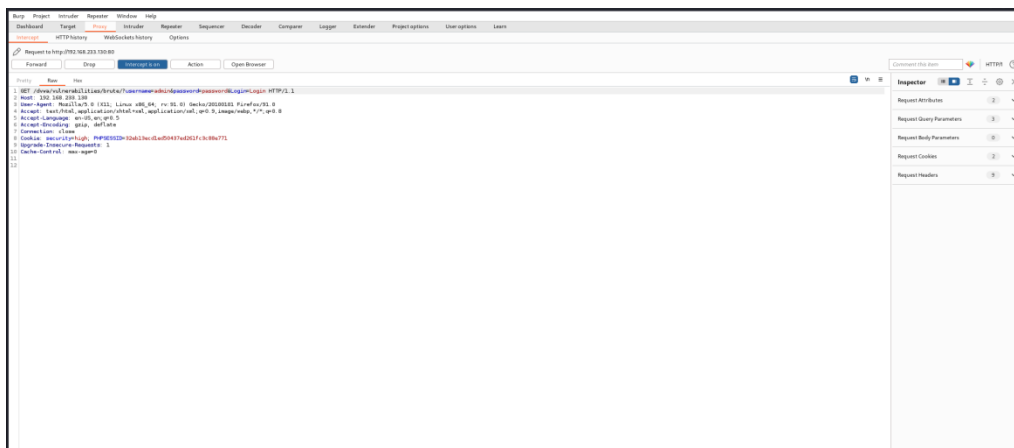 Burp Project Intruder Repeater Window Help
Dashboard Target Proxy Intruder Repeater Sequencer Decoder Comparer Logger Extender Project options User options Learn
Intercept HTTP history WebSockets history Options
Request to http://192.168.233.130:80
Forward Drop Intercept is on Action Open Browser Comment this item HTTP/1
Pretty Raw Hex
Inspector
1 GET /dvwa/vulnerabilities/brute/?username=admin&password=password&Login=Login HTTP/1.1
2 Host: 192.168.233.130
3 User-Agent: Mozilla/5.0 (X11; Linux x86_64; rv:91.0) Gecko/20100101 Firefox/91.0
4 Accept: text/html,application/xhtml+xml,application/xml;q=0.9,image/webp,*/*;q=0.8
5 Accept-Language: en-US,en;q=0.5
6 Accept-Encoding: gzip, deflate
7 Connection: close
8 Cookie: security=high;
9 Upgrade-Insecure-Requests: 1
10 Cache-Control: max-age=0
11
12
Request Attributes 2
Request Query Parameters 3
Request Body Parameters 0
Request Cookies 2
Request Headers 9